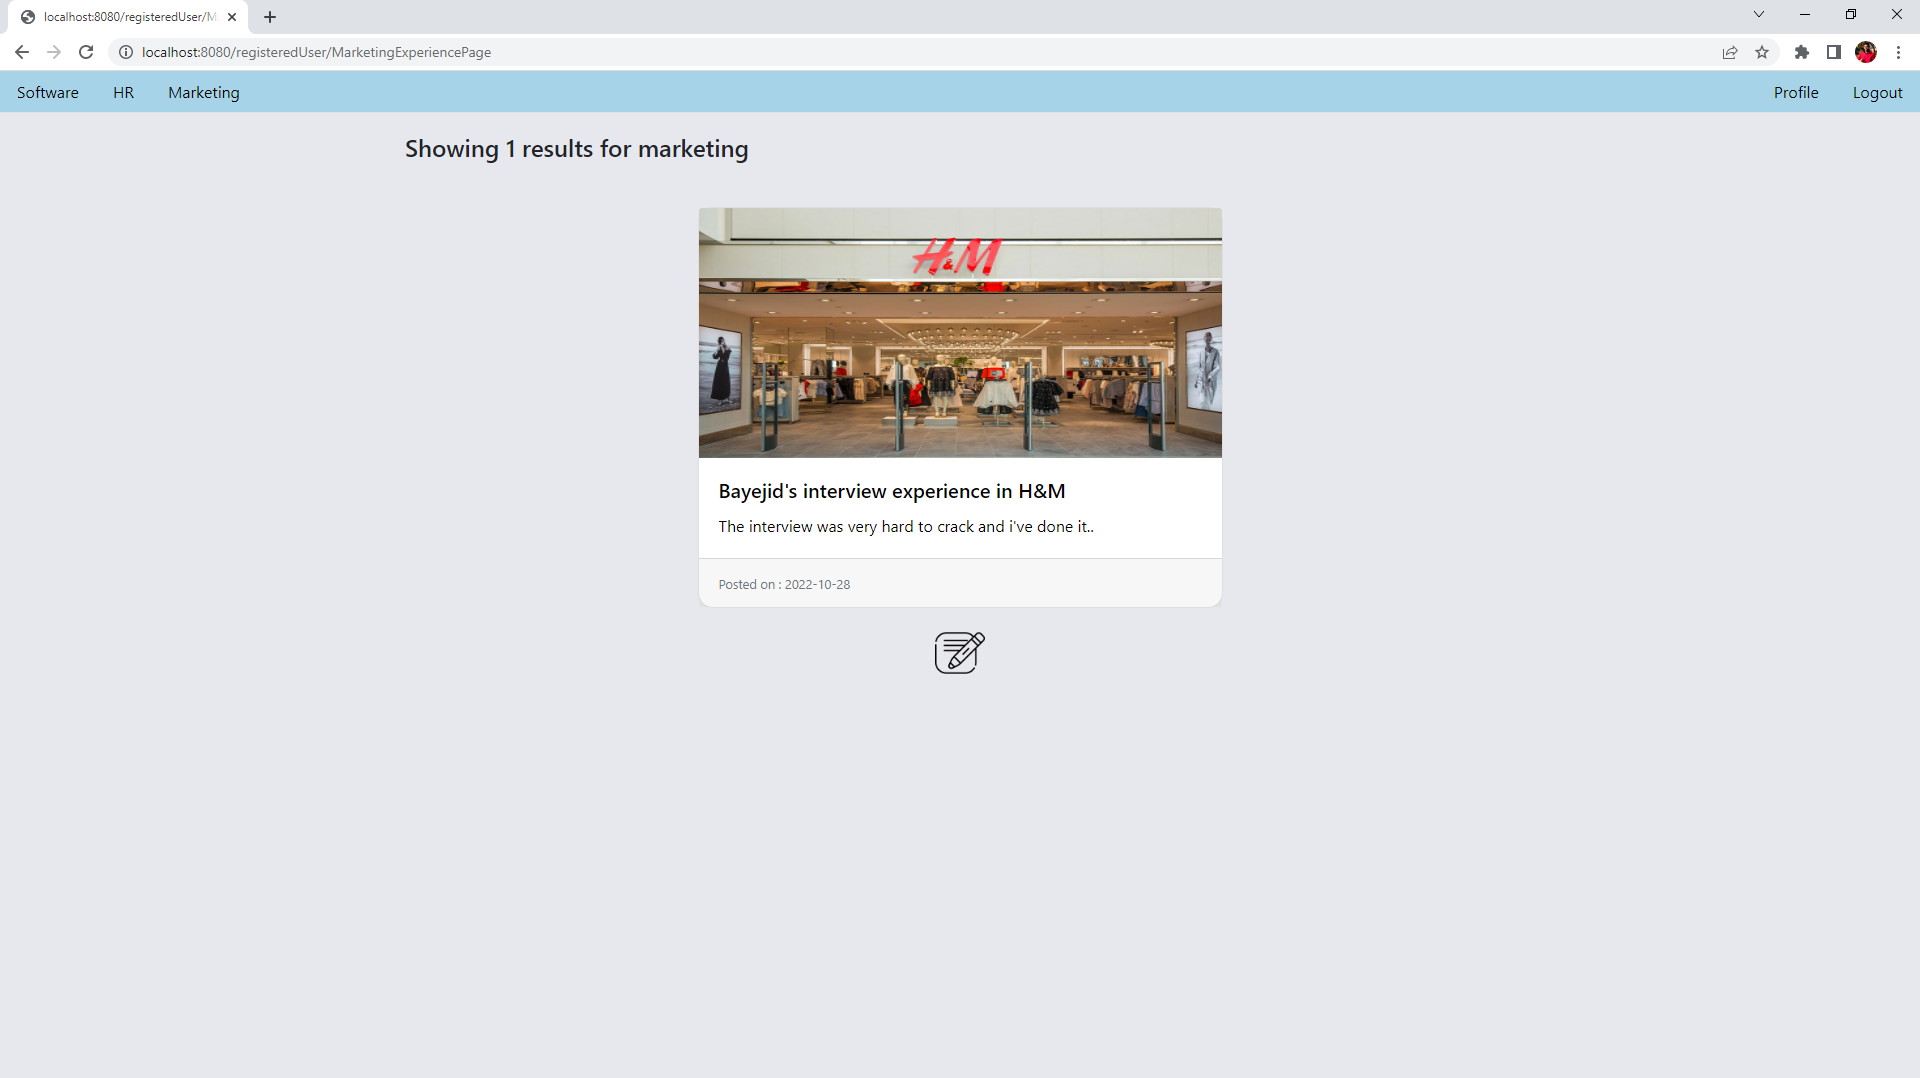 localhost:8080/registeredUser/M
localhost:8080/registeredUser/MarketingExperiencePage
Software HR Marketing Profile Logout
Showing 1 results for marketing
H&M
Bayejid's interview experience in H&M
The interview was very hard to crack and i've done it..
Posted on : 2022-10-28